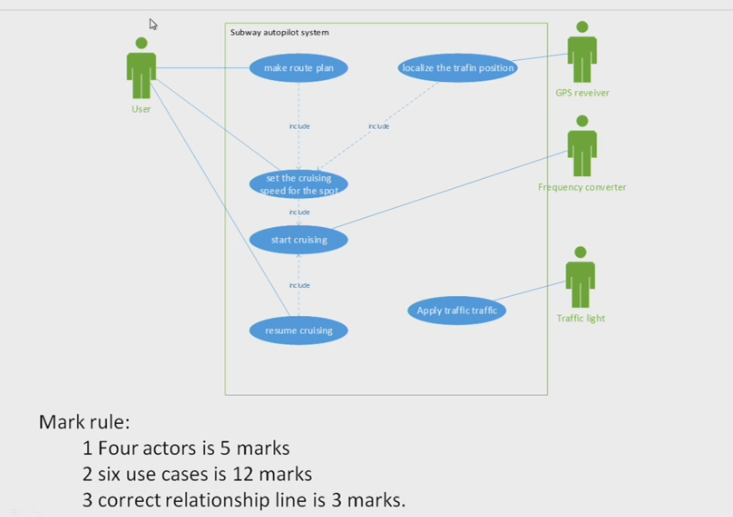 Subway autopilot system
make route plan
localize the trafin position
User
GPS reveiver
include
include
set the cruising
speed for the spot
Frequency converter
include
start cruising
include
Apply traffic traffic
Traffic light
resume cruising
Mark rule:
1 Four actors is 5 marks
2 six use cases is 12 marks
3 correct relationship line is 3 marks.